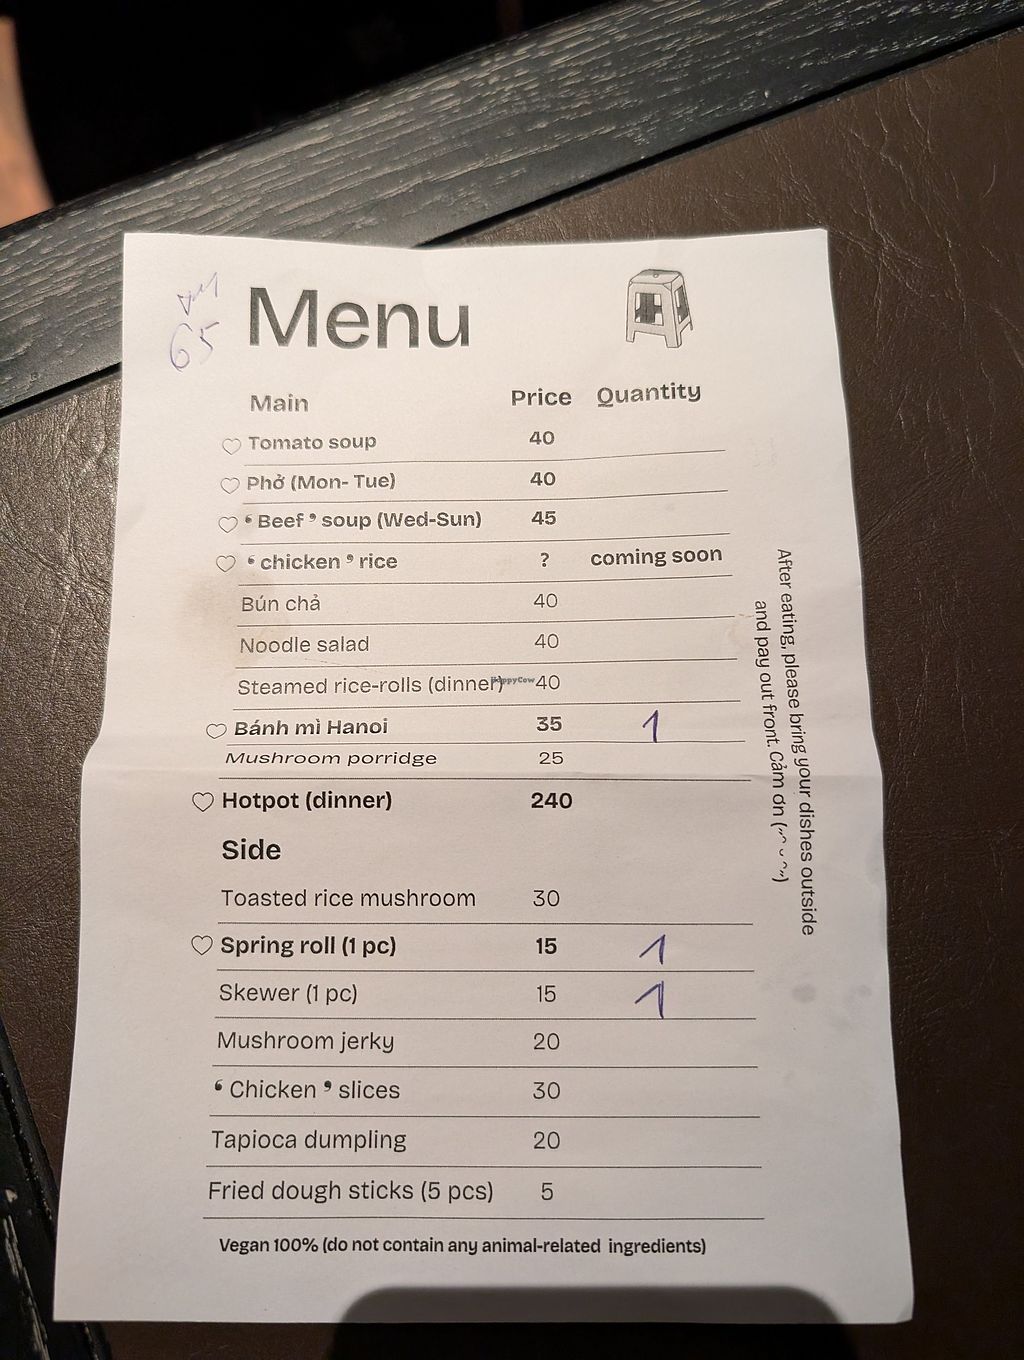 65
Menu
Main Price Quantity
Tomato soup 40
Phở (Mon- Tue) 40
❛ Beef ❜ soup (Wed-Sun) 45
❛ chicken ❜ rice ? coming soon
Bún chả 40
Noodle salad 40
Steamed rice-rolls (dinner) 40
HappyCow
Bánh mì Hanoi 35 1
Mushroom porridge 25
Hotpot (dinner) 240
Side
Toasted rice mushroom 30
Spring roll (1 pc) 15 1
Skewer (1 pc) 15 1
Mushroom jerky 20
❛ Chicken ❜ slices 30
Tapioca dumpling 20
Fried dough sticks (5 pcs) 5
Vegan 100% (do not contain any animal-related ingredients)
After eating, please bring your dishes outside
and pay out front. Cảm ơn (˶ᵔ ᵕ ᵔ˶)